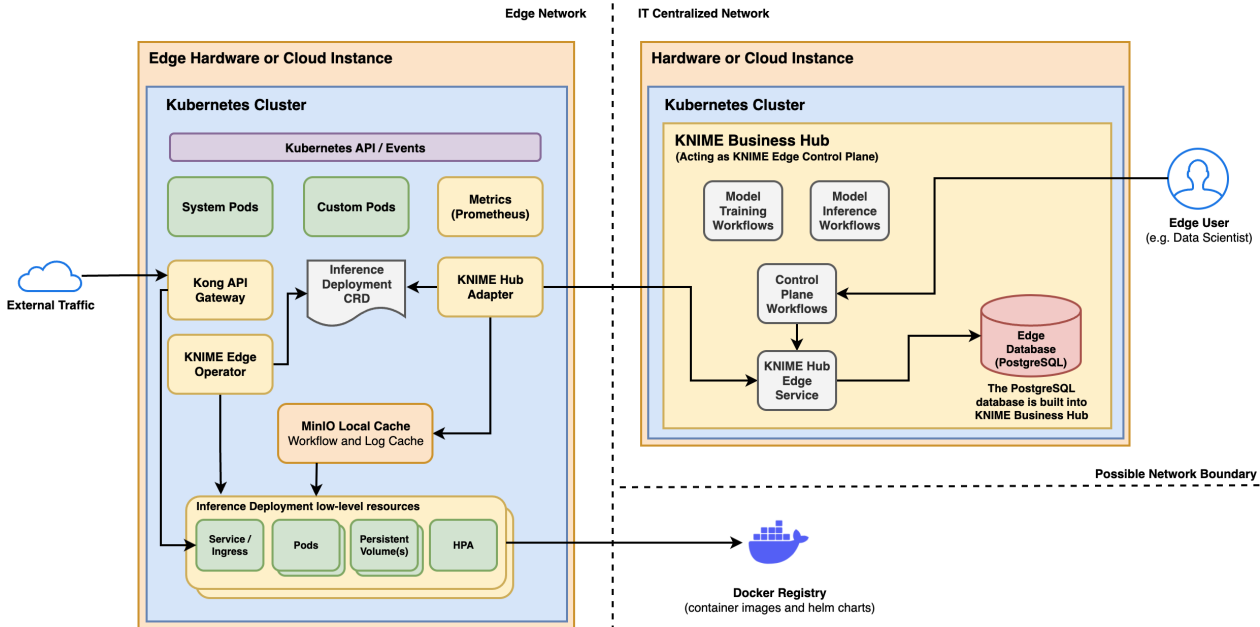 Edge Network
IT Centralized Network
Edge Hardware or Cloud Instance
Kubernetes Cluster
Kubernetes API / Events
System Pods
Custom Pods
Metrics
(Prometheus)
External Traffic
Kong API
Gateway
Inference
Deployment
CRD
KNIME Hub
Adapter
KNIME Edge
Operator
MinIO Local Cache
Workflow and Log Cache
Inference Deployment low-level resources
Service /
Ingress
Pods
Persistent
Volume(s)
HPA
Hardware or Cloud Instance
Kubernetes Cluster
KNIME Business Hub
(Acting as KNIME Edge Control Plane)
Model
Training
Workflows
Model
Inference
Workflows
Control
Plane
Workflows
KNIME Hub
Edge
Service
Edge
Database
(PostgreSQL)
The PostgreSQL
database is built into
KNIME Business Hub
Edge User
(e.g. Data Scientist)
Possible Network Boundary
Docker Registry
(container images and helm charts)